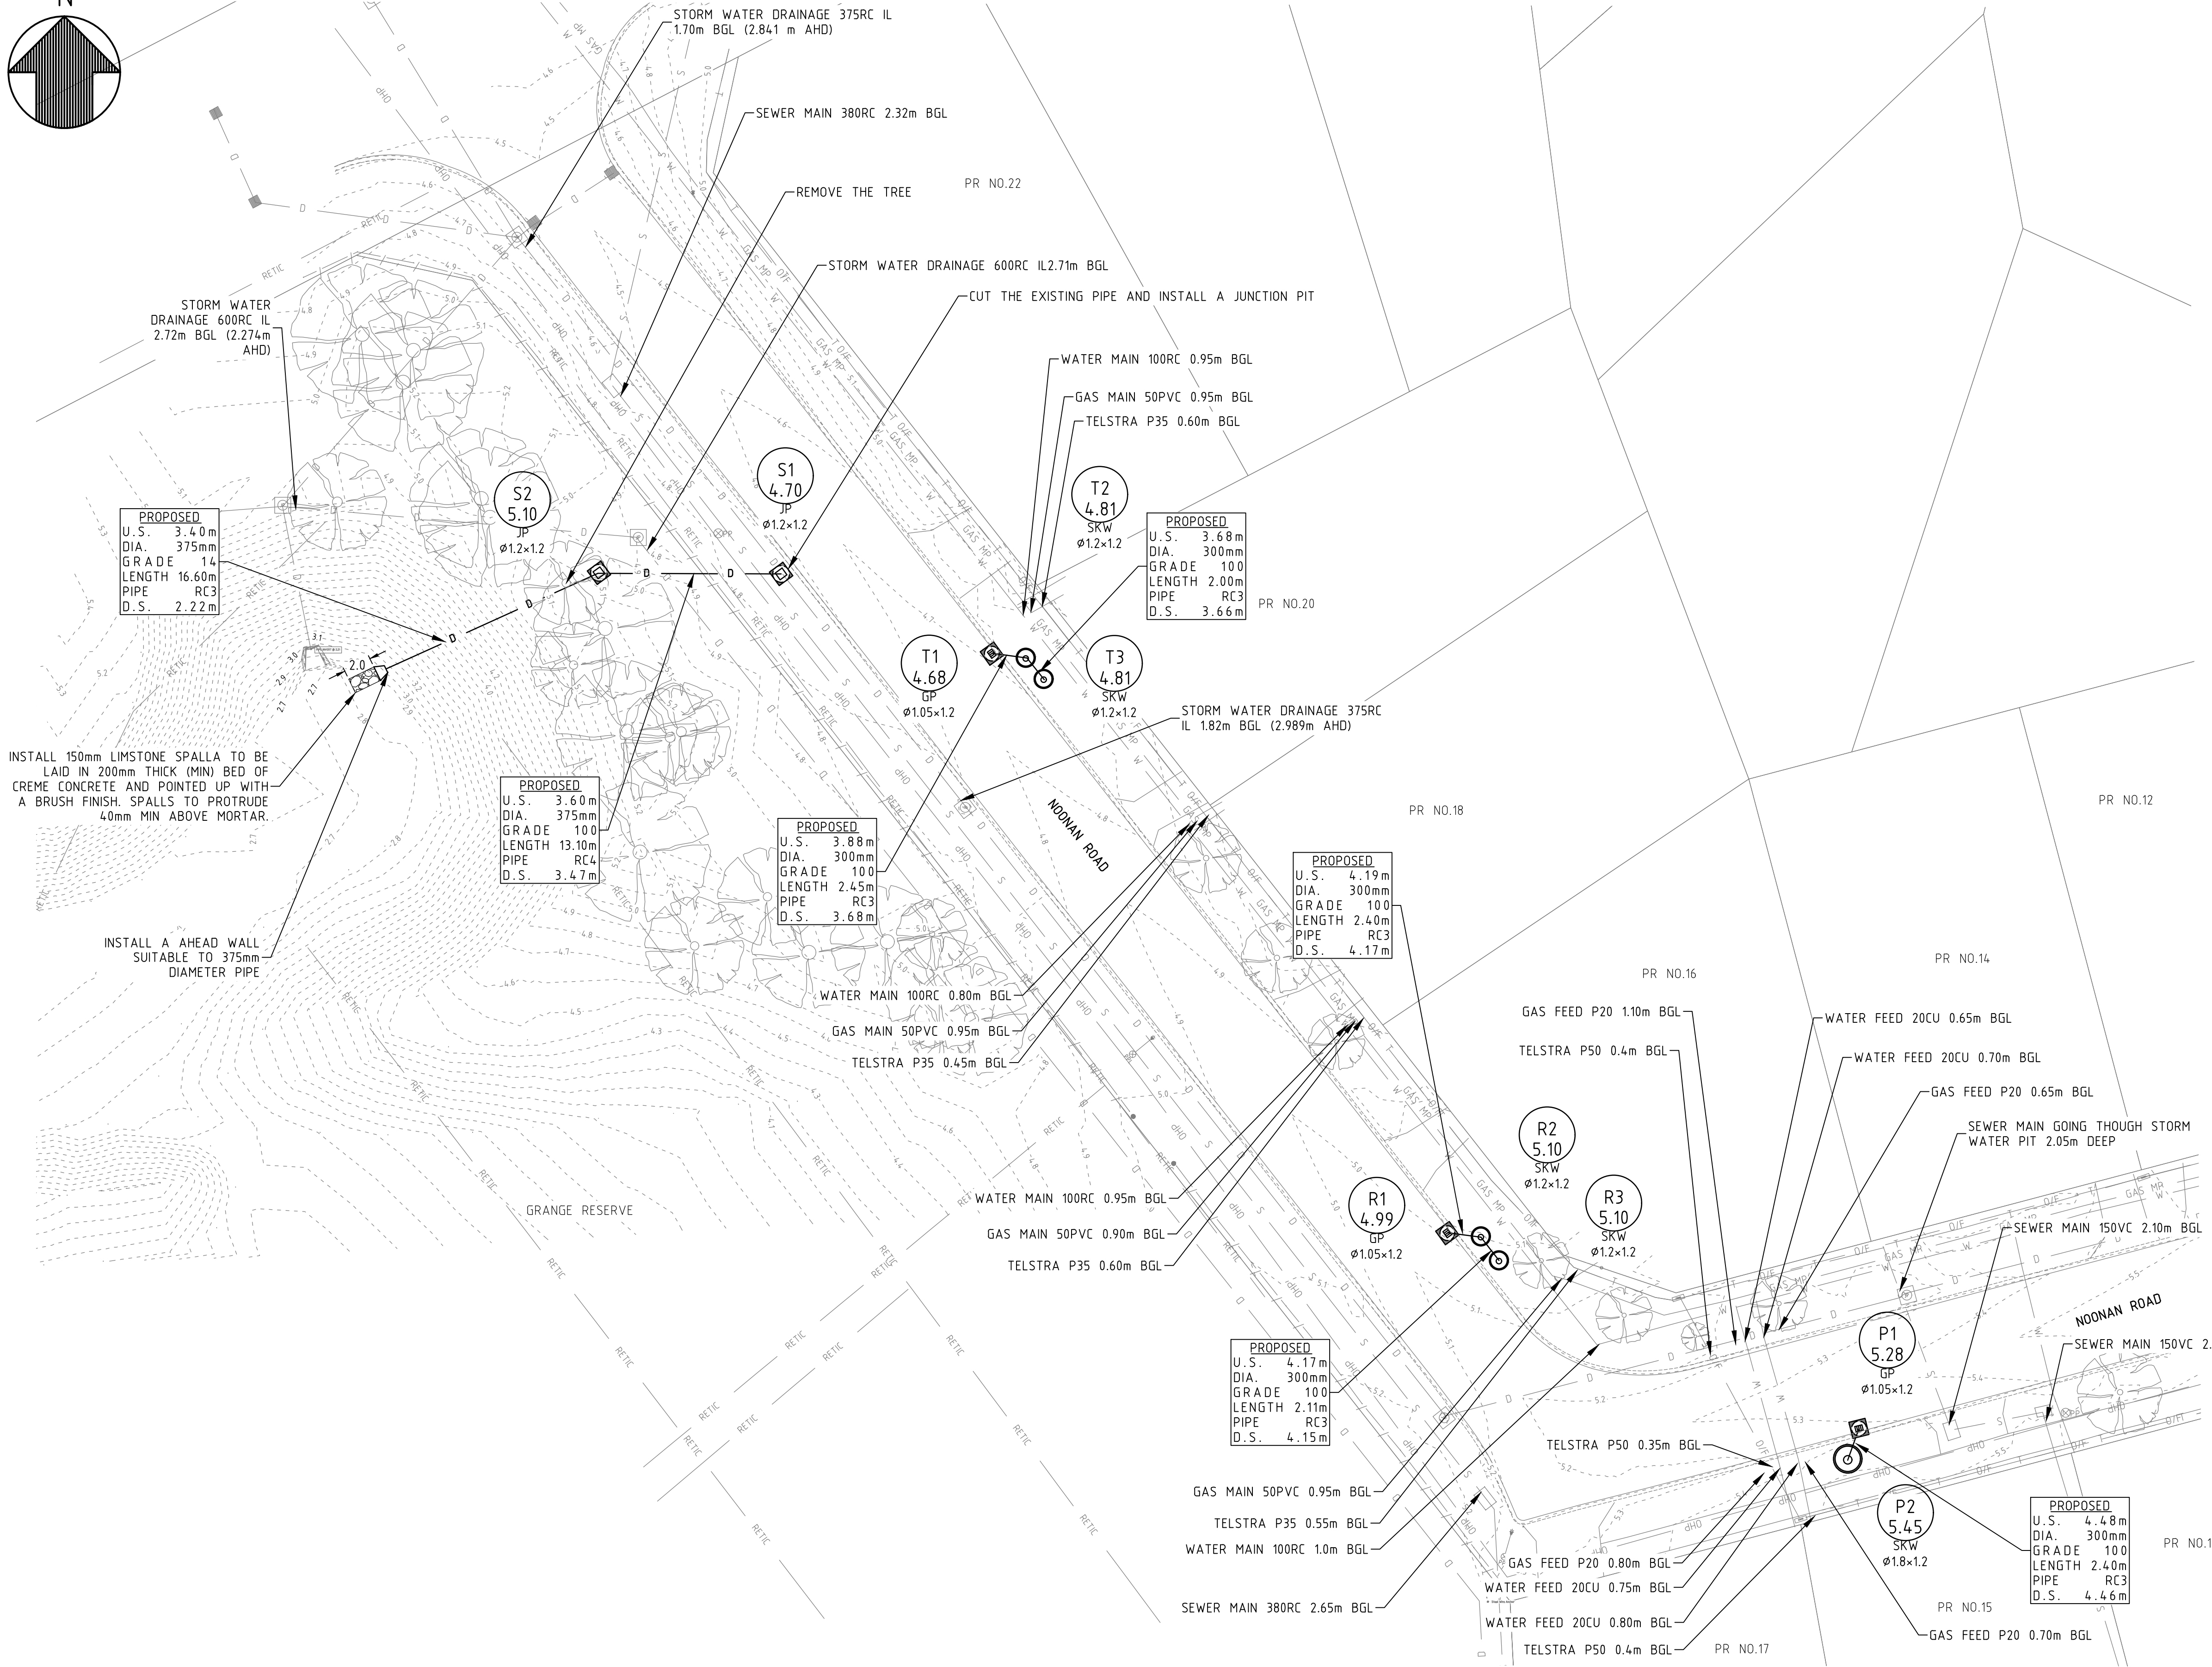 N
STORM WATER DRAINAGE 375RC IL
1.70m BGL (2.841 m AHD)
SEWER MAIN 380RC 2.32m BGL
REMOVE THE TREE
PR NO.22
STORM WATER DRAINAGE 600RC IL2.71m BGL
CUT THE EXISTING PIPE AND INSTALL A JUNCTION PIT
STORM WATER
DRAINAGE 600RC IL
2.72m BGL (2.274m
AHD)
WATER MAIN 100RC 0.95m BGL
GAS MAIN 50PVC 0.95m BGL
TELSTRA P35 0.60m BGL
S1
4.70
JP
Ø1.2×1.2
S2
5.10
JP
Ø1.2×1.2
T2
4.81
SKW
Ø1.2×1.2
PROPOSED
U.S. 3.40m
DIA. 375mm
GRADE 14
LENGTH 16.60m
PIPE RC3
D.S. 2.22m
PROPOSED
U.S. 3.68m
DIA. 300mm
GRADE 100
LENGTH 2.00m
PIPE RC3
D.S. 3.66m
PR NO.20
2.0
T1
4.68
GP
Ø1.05×1.2
T3
4.81
SKW
Ø1.2×1.2
STORM WATER DRAINAGE 375RC
IL 1.82m BGL (2.989m AHD)
INSTALL 150mm LIMSTONE SPALLA TO BE
LAID IN 200mm THICK (MIN) BED OF
CREME CONCRETE AND POINTED UP WITH
A BRUSH FINISH. SPALLS TO PROTRUDE
40mm MIN ABOVE MORTAR.
PROPOSED
U.S. 3.60m
DIA. 375mm
GRADE 100
LENGTH 13.10m
PIPE RC4
D.S. 3.47m
PROPOSED
U.S. 3.88m
DIA. 300mm
GRADE 100
LENGTH 2.45m
PIPE RC3
D.S. 3.68m
NOONAN ROAD
PR NO.18
PR NO.12
PROPOSED
U.S. 4.19m
DIA. 300mm
GRADE 100
LENGTH 2.40m
PIPE RC3
D.S. 4.17m
INSTALL A AHEAD WALL
SUITABLE TO 375mm
DIAMETER PIPE
WATER MAIN 100RC 0.80m BGL
GAS MAIN 50PVC 0.95m BGL
TELSTRA P35 0.45m BGL
PR NO.16
PR NO.14
GAS FEED P20 1.10m BGL
TELSTRA P50 0.4m BGL
WATER FEED 20CU 0.65m BGL
WATER FEED 20CU 0.70m BGL
GAS FEED P20 0.65m BGL
SEWER MAIN GOING THOUGH STORM
WATER PIT 2.05m DEEP
R2
5.10
SKW
Ø1.2×1.2
R1
4.99
GP
Ø1.05×1.2
R3
5.10
SKW
Ø1.2×1.2
WATER MAIN 100RC 0.95m BGL
GAS MAIN 50PVC 0.90m BGL
TELSTRA P35 0.60m BGL
GRANGE RESERVE
SEWER MAIN 150VC 2.10m BGL
NOONAN ROAD
SEWER MAIN 150VC 2.
P1
5.28
GP
Ø1.05×1.2
PROPOSED
U.S. 4.17m
DIA. 300mm
GRADE 100
LENGTH 2.11m
PIPE RC3
D.S. 4.15m
TELSTRA P50 0.35m BGL
GAS MAIN 50PVC 0.95m BGL
TELSTRA P35 0.55m BGL
WATER MAIN 100RC 1.0m BGL
SEWER MAIN 380RC 2.65m BGL
P2
5.45
SKW
Ø1.8×1.2
PROPOSED
U.S. 4.48m
DIA. 300mm
GRADE 100
LENGTH 2.40m
PIPE RC3
D.S. 4.46m
PR NO.1
GAS FEED P20 0.80m BGL
WATER FEED 20CU 0.75m BGL
WATER FEED 20CU 0.80m BGL
TELSTRA P50 0.4m BGL
PR NO.15
GAS FEED P20 0.70m BGL
PR NO.17